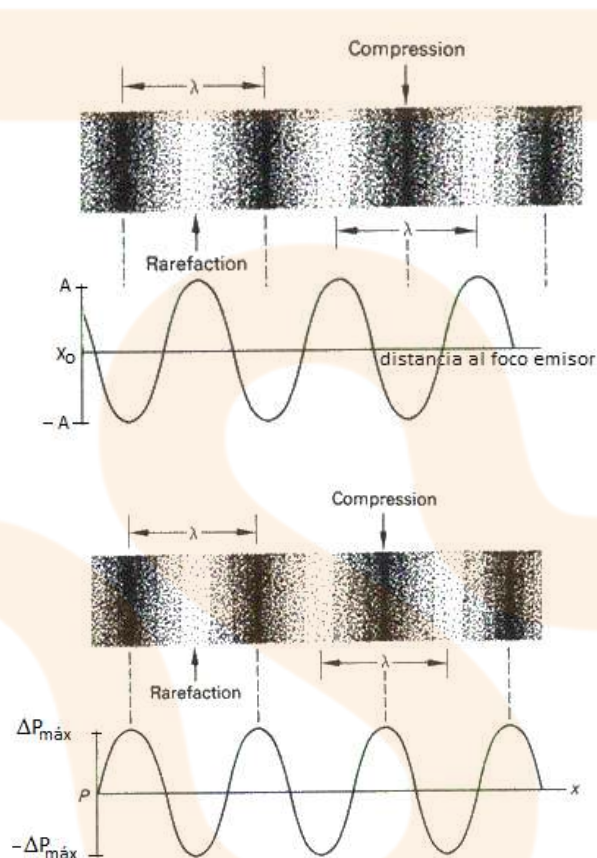 Compression
λ
λ
Rarefaction
A
X₀
distancia al foco emisor
– A
Compression
λ
λ
Rarefaction
ΔPmáx
P
x
–ΔPmáx